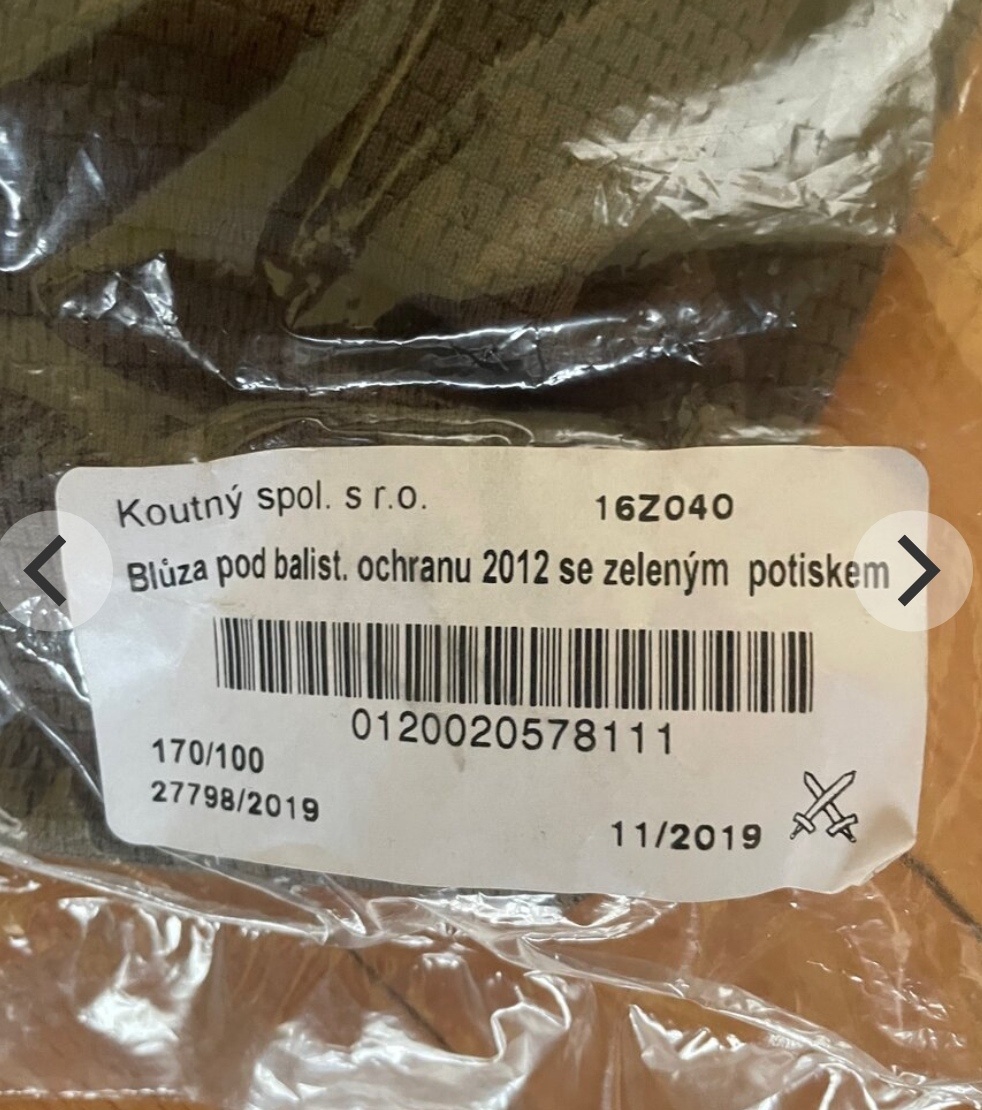 Koutný spol. s r.o. 16Z040
Blůza pod balist. ochranu 2012 se zeleným potiskem
0120020578111
170/100
27798/2019
11/2019